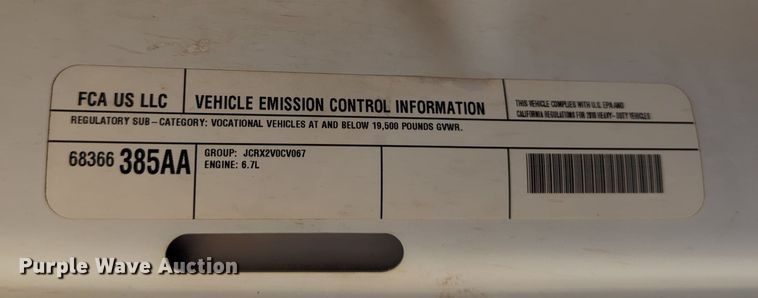 FCA US LLC
VEHICLE EMISSION CONTROL INFORMATION
THIS VEHICLE COMPLIES WITH U.S. EPA AND
CALIFORNIA REGULATIONS FOR 2018 HEAVY-DUTY VEHICLES
REGULATORY SUB-CATEGORY: VOCATIONAL VEHICLES AT AND BELOW 19,500 POUNDS GVWR.
68366 385AA
GROUP: JCRX2V0CV067
ENGINE: 6.7L
Purple Wave Auction